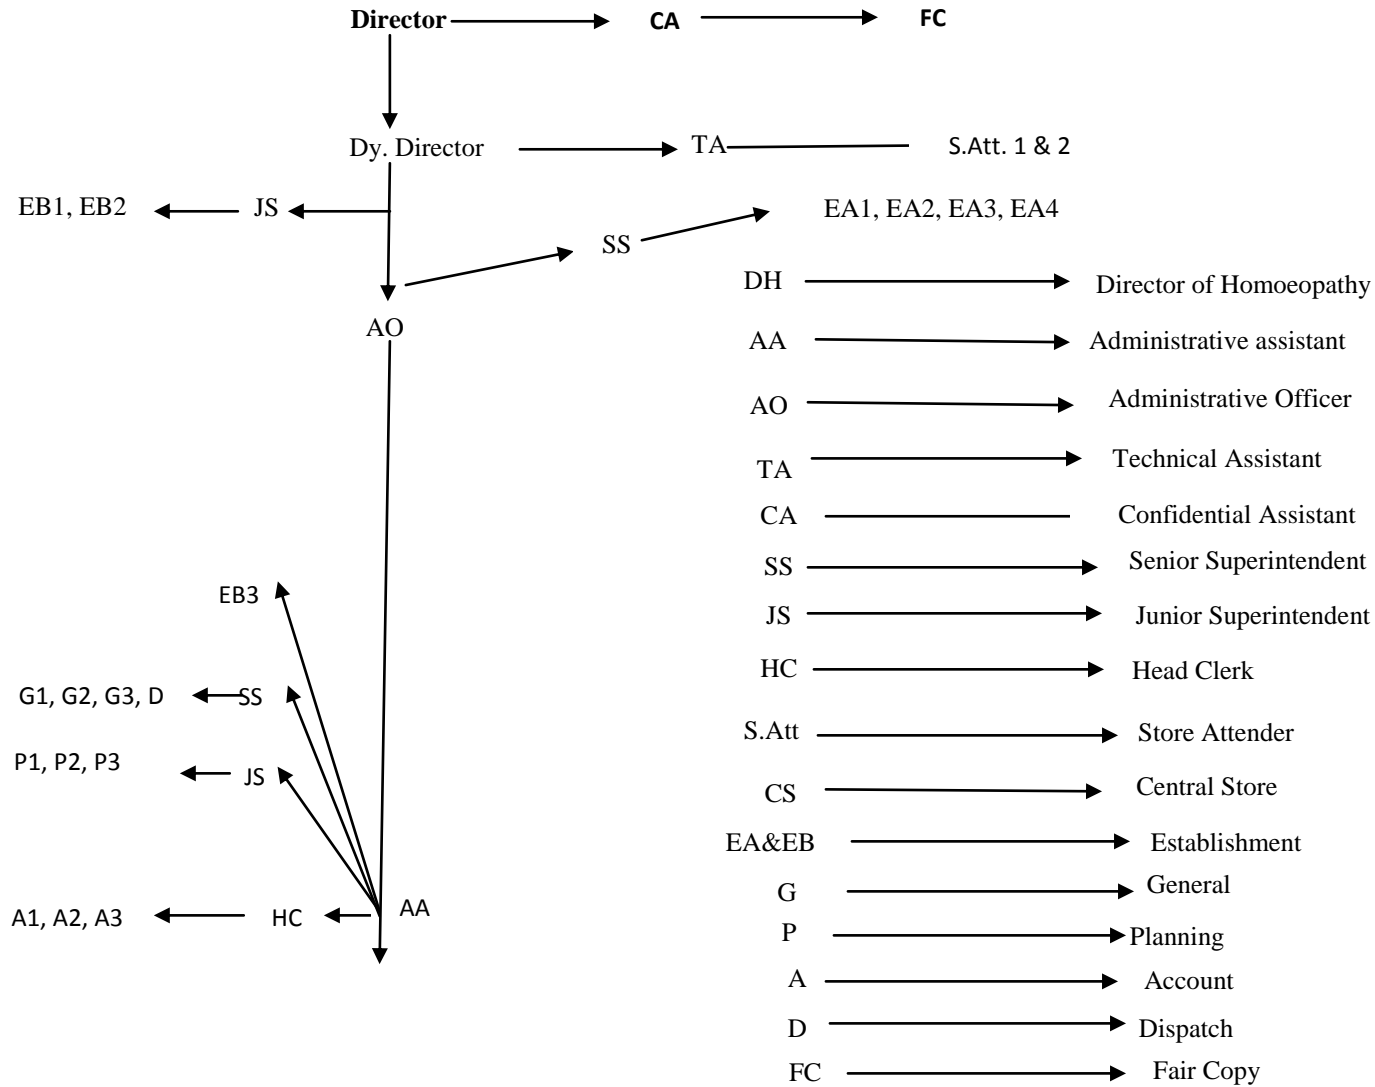 Director CA FC
Dy. Director TA S.Att. 1 & 2
EB1, EB2 JS EA1, EA2, EA3, EA4
SS
DH Director of Homoeopathy
AO
AA Administrative assistant
AO Administrative Officer
TA Technical Assistant
CA Confidential Assistant
SS Senior Superintendent
EB3
JS Junior Superintendent
HC Head Clerk
G1, G2, G3, D SS
S.Att Store Attender
P1, P2, P3 JS
CS Central Store
EA&EB Establishment
G General
A1, A2, A3 HC AA
P Planning
A Account
D Dispatch
FC Fair Copy